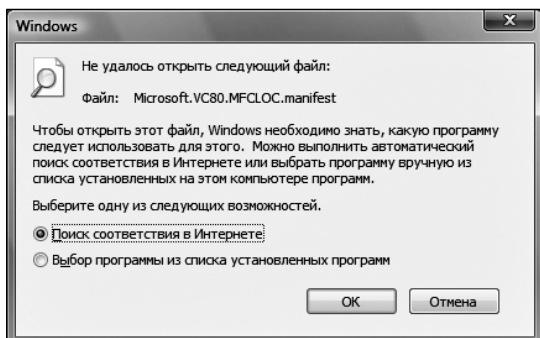 Windows
Не удалось открыть следующий файл:
Файл: Microsoft.VC80.MFCLOC.manifest
Чтобы открыть этот файл, Windows необходимо знать, какую программу
следует использовать для этого. Можно выполнить автоматический
поиск соответствия в Интернете или выбрать программу вручную из
списка установленных на этом компьютере программ.
Выберите одну из следующих возможностей.
Поиск соответствия в Интернете
Выбор программы из списка установленных программ
ОК Отмена